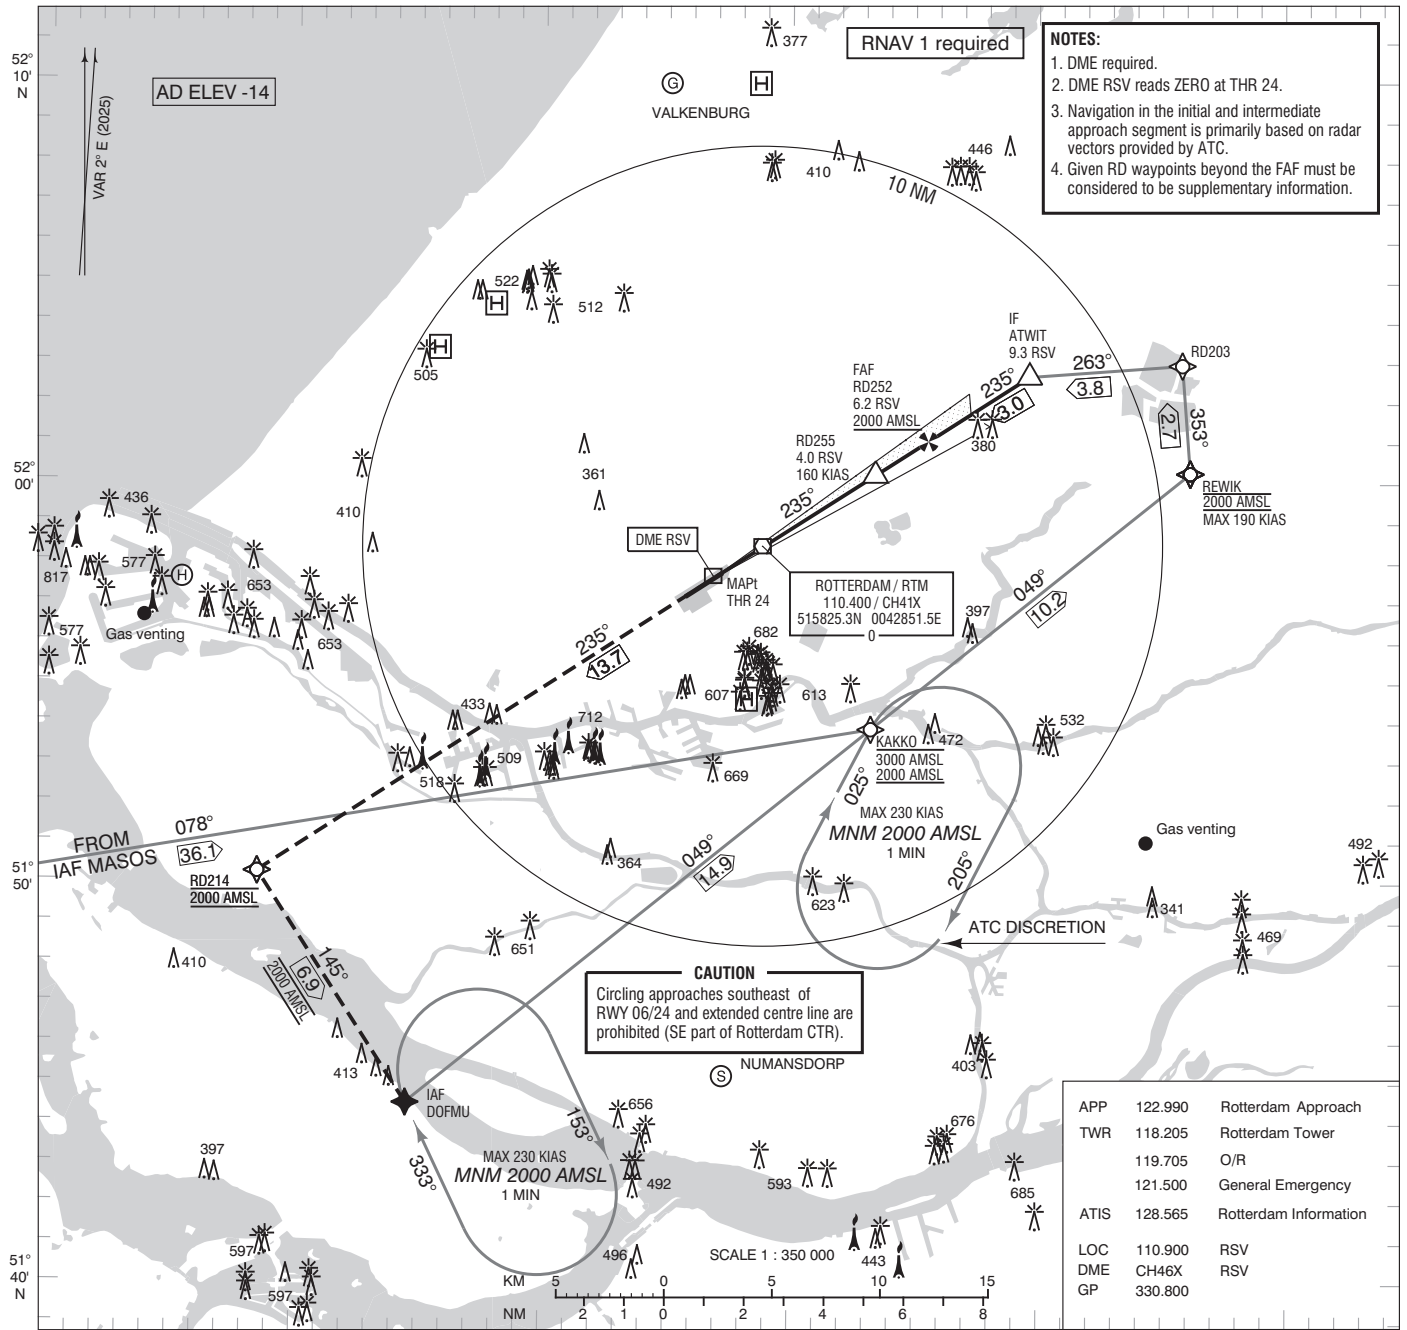 377
RNAV 1 required
NOTES:
1. DME required.
2. DME RSV reads ZERO at THR 24.
3. Navigation in the initial and intermediate
approach segment is primarily based on radar
vectors provided by ATC.
4. Given RD waypoints beyond the FAF must be
considered to be supplementary information.
52°
10'
N
VAR 2° E (2025)
AD ELEV -14
G
H
VALKENBURG
446
410
10 NM
522
H
512
H
505
IF
ATWIT
9.3 RSV
263°
3.8
RD203
FAF
RD252
6.2 RSV
2000 AMSL
235°
3.0
380
2.7
353°
RD255
4.0 RSV
160 KIAS
361
410
52°
00'
REWIK
2000 AMSL
MAX 190 KIAS
235°
436
DME RSV
817
577
H
653
MAPt
THR 24
ROTTERDAM / RTM
110.400 / CH41X
515825.3N 0042851.5E
0
049°
10.2
397
577
Gas venting
653
235°
13.7
682
607
H
613
433
712
532
KAKKO
3000 AMSL
2000 AMSL
472
518
509
669
025°
MAX 230 KIAS
MNM 2000 AMSL
1 MIN
205°
FROM
IAF MASOS
078°
36.1
Gas venting
492
364
049°
14.9
51°
50'
RD214
2000 AMSL
623
341
ATC DISCRETION
469
651
410
145°
6.9
2000 AMSL
CAUTION
Circling approaches southeast of
RWY 06/24 and extended centre line are
prohibited (SE part of Rotterdam CTR).
413
NUMANSDORP
S
403
IAF
DOFMU
656
153°
676
397
333°
MAX 230 KIAS
MNM 2000 AMSL
1 MIN
492
593
685
597
496
SCALE 1 : 350 000
443
51°
40'
N
597
KM
5
0
5
10
15
NM
2
1
0
2
4
6
8
APP 122.990 Rotterdam Approach
TWR 118.205 Rotterdam Tower
119.705 O/R
121.500 General Emergency
ATIS 128.565 Rotterdam Information
LOC 110.900 RSV
DME CH46X RSV
GP 330.800